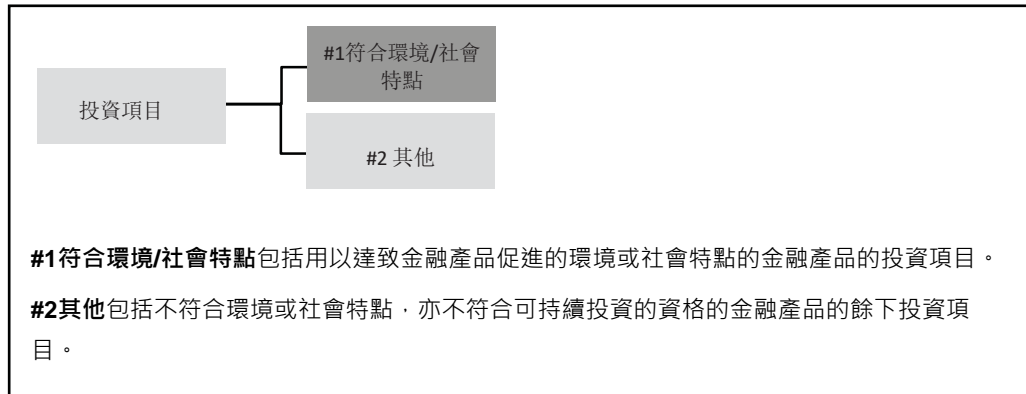 #1符合環境/社會
特點
投資項目
#2 其他
#1符合環境/社會特點包括用以達致金融產品促進的環境或社會特點的金融產品的投資項目。
#2其他包括不符合環境或社會特點，亦不符合可持續投資的資格的金融產品的餘下投資項
目。